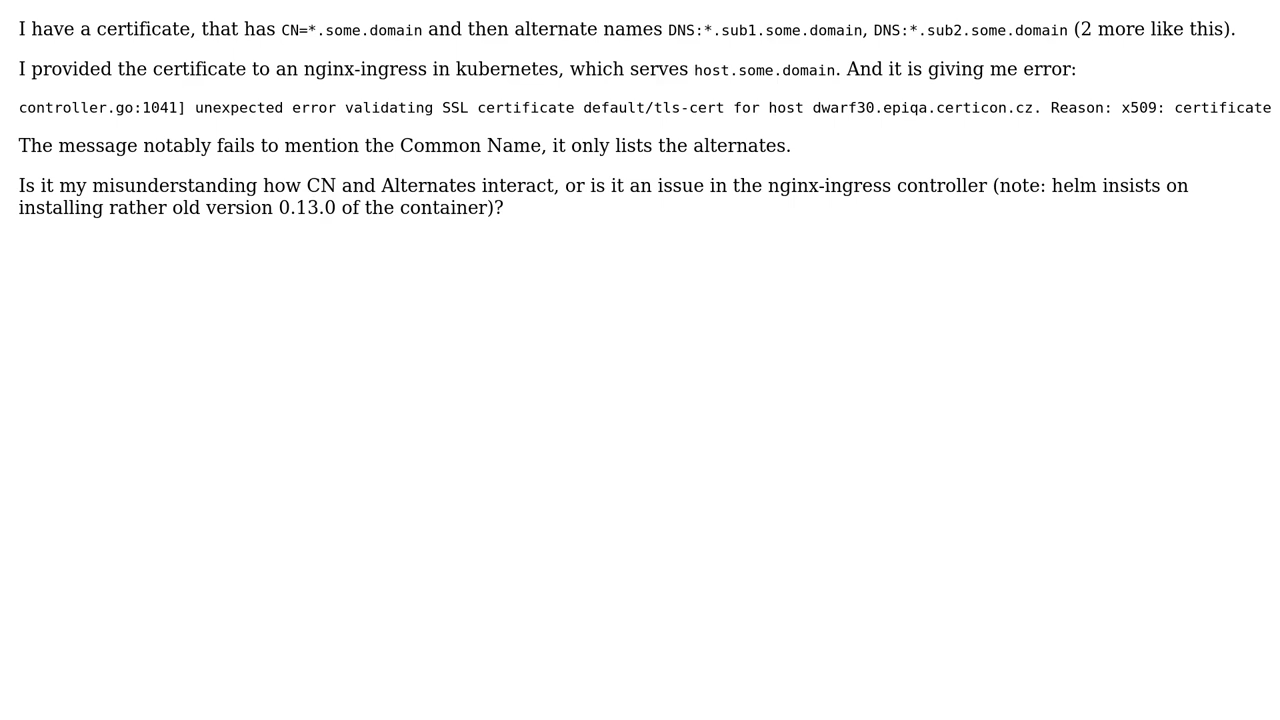 I have a certificate, that has CN=*.some.domain and then alternate names DNS:*.sub1.some.domain, DNS:*.sub2.some.domain (2 more like this).
I provided the certificate to an nginx-ingress in kubernetes, which serves host.some.domain. And it is giving me error:
controller.go:1041] unexpected error validating SSL certificate default/tls-cert for host dwarf30.epiqa.certicon.cz. Reason: x509: certificate
The message notably fails to mention the Common Name, it only lists the alternates.
Is it my misunderstanding how CN and Alternates interact, or is it an issue in the nginx-ingress controller (note: helm insists on
installing rather old version 0.13.0 of the container)?